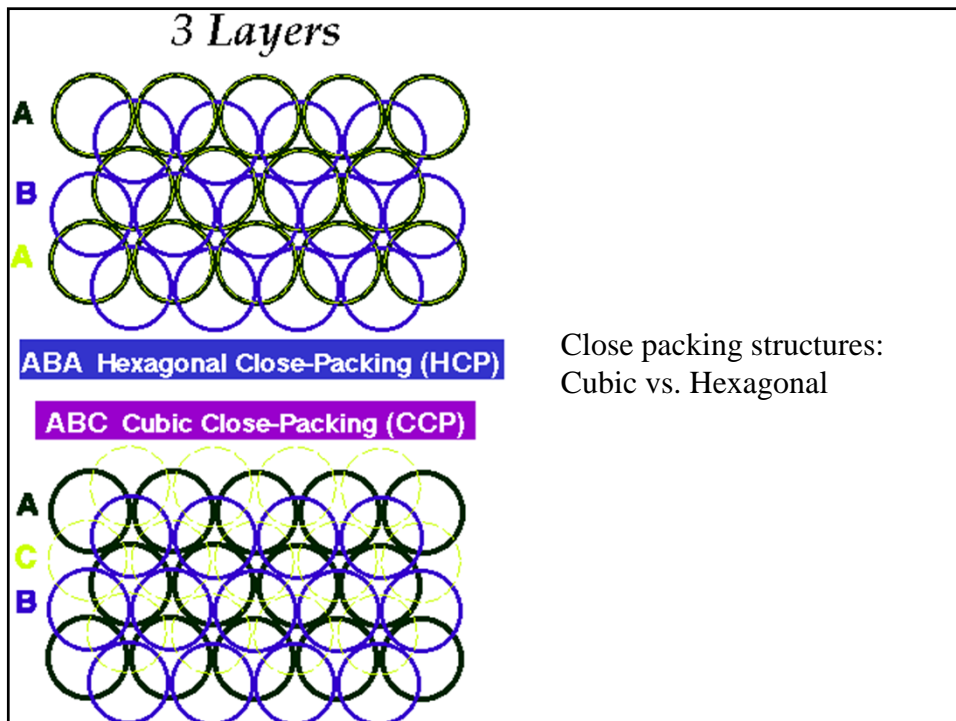 3 Layers
A
B
A
ABA Hexagonal Close-Packing (HCP)
ABC Cubic Close-Packing (CCP)
A
C
B
Close packing structures:
Cubic vs. Hexagonal